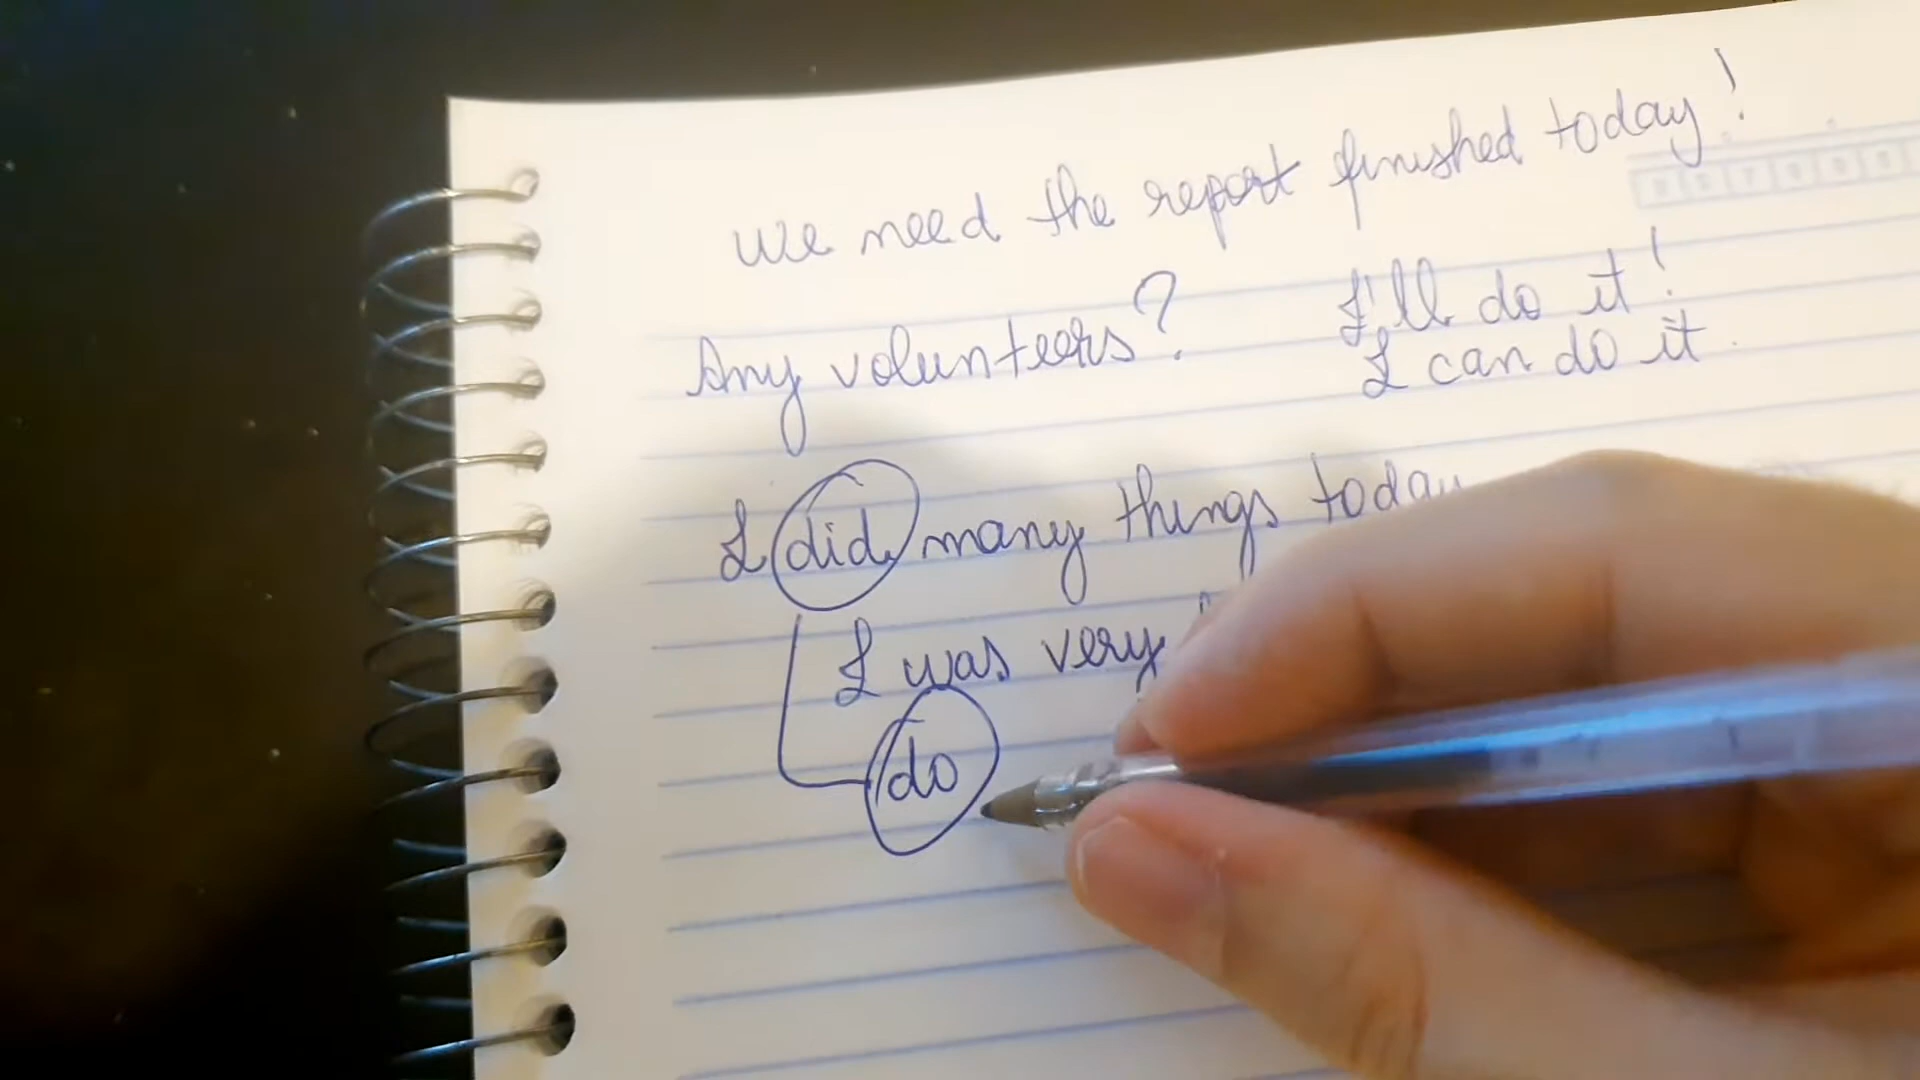 We need the report finished today!
Any volunteers? I'll do it!
I can do it.
I did many things today
I was very
do